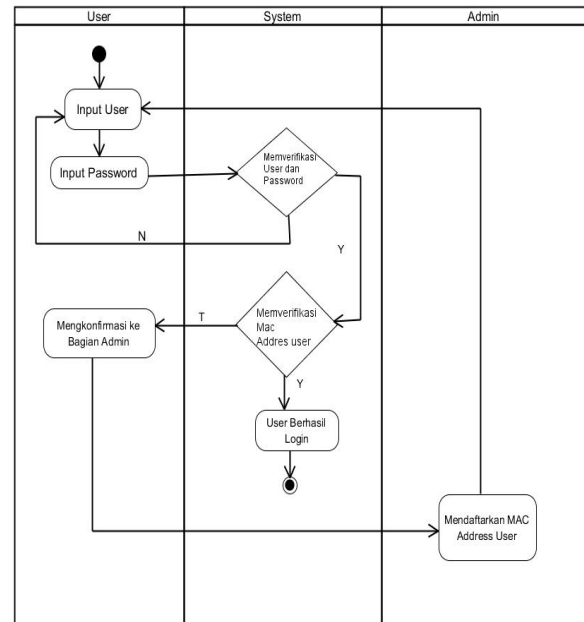 User
System
Admin
Input User
Input Password
Memverifikasi
User dan
Password
N
Y
Memverifikasi
Mac
Addres user
T
Mengkonfirmasi ke
Bagian Admin
Y
User Berhasil
Login
Mendaftarkan MAC
Address User